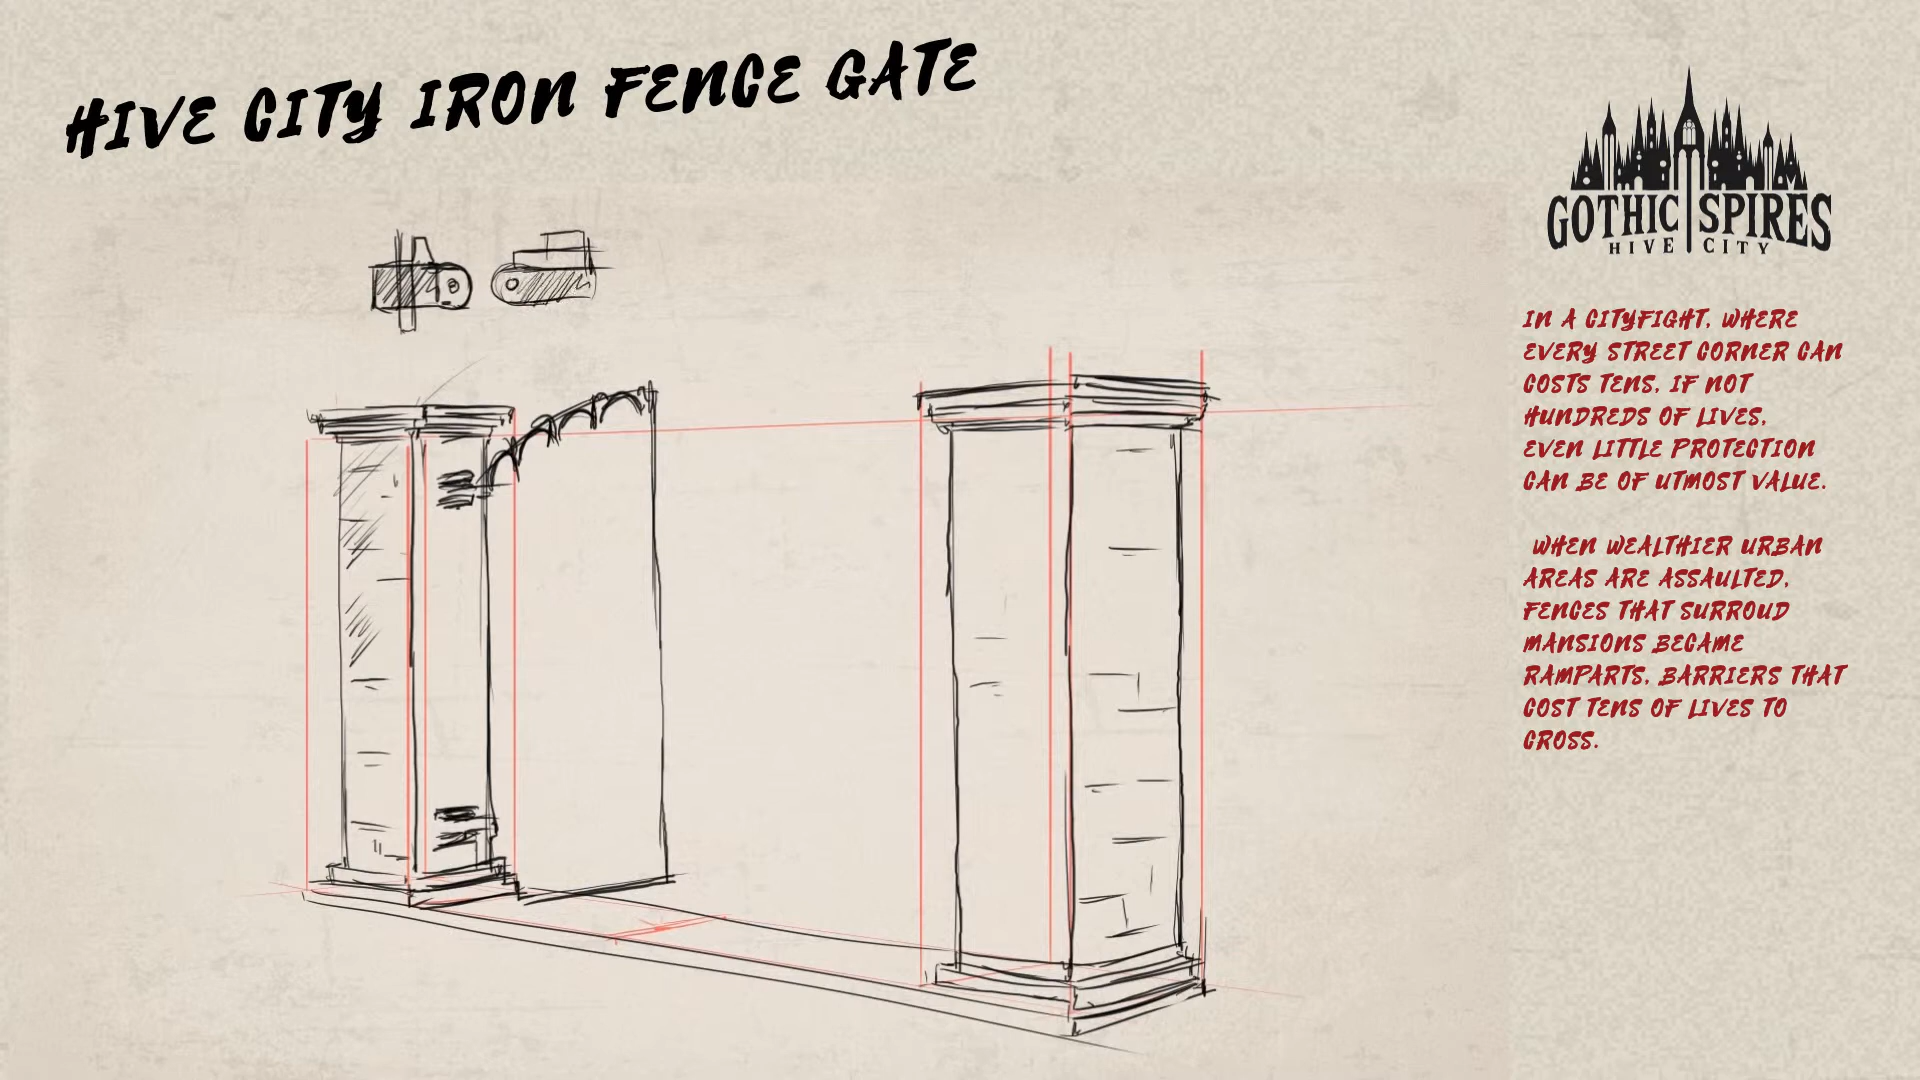 HIVE CITY IRON FENCE GATE
GOTHIC SPIRES
HIVE CITY
IN A CITYFIGHT, WHERE
EVERY STREET CORNER CAN
COSTS TENS, IF NOT
HUNDREDS OF LIVES,
EVEN LITTLE PROTECTION
CAN BE OF UTMOST VALUE.
WHEN WEALTHIER URBAN
AREAS ARE ASSAULTED,
FENCES THAT SURROUD
MANSIONS BECAME
RAMPARTS, BARRIERS THAT
COST TENS OF LIVES TO
CROSS.